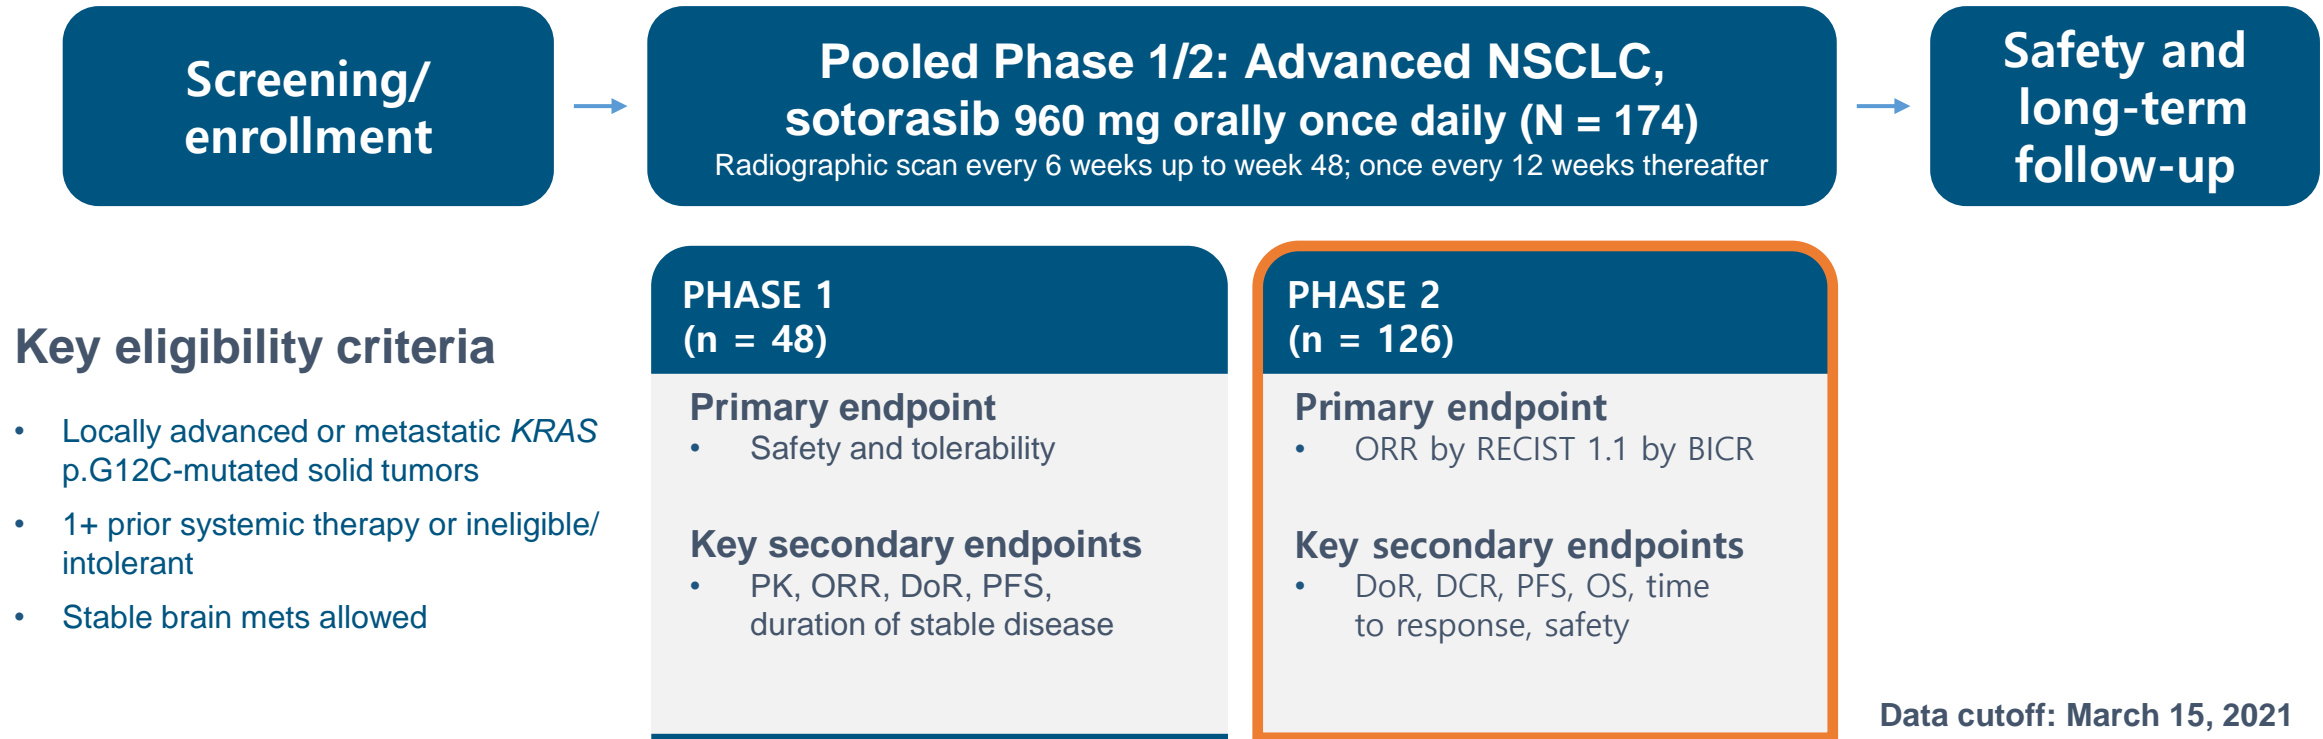 Screening/
enrollment
Pooled Phase 1/2: Advanced NSCLC,
sotorasib 960 mg orally once daily (N = 174)
Radiographic scan every 6 weeks up to week 48; once every 12 weeks thereafter
Safety and
long-term
follow-up
Key eligibility criteria
• Locally advanced or metastatic KRAS
p.G12C-mutated solid tumors
• 1+ prior systemic therapy or ineligible/
intolerant
• Stable brain mets allowed
PHASE 1
(n = 48)
Primary endpoint
• Safety and tolerability
Key secondary endpoints
• PK, ORR, DoR, PFS,
duration of stable disease
PHASE 2
(n = 126)
Primary endpoint
• ORR by RECIST 1.1 by BICR
Key secondary endpoints
• DoR, DCR, PFS, OS, time
to response, safety
Data cutoff: March 15, 2021